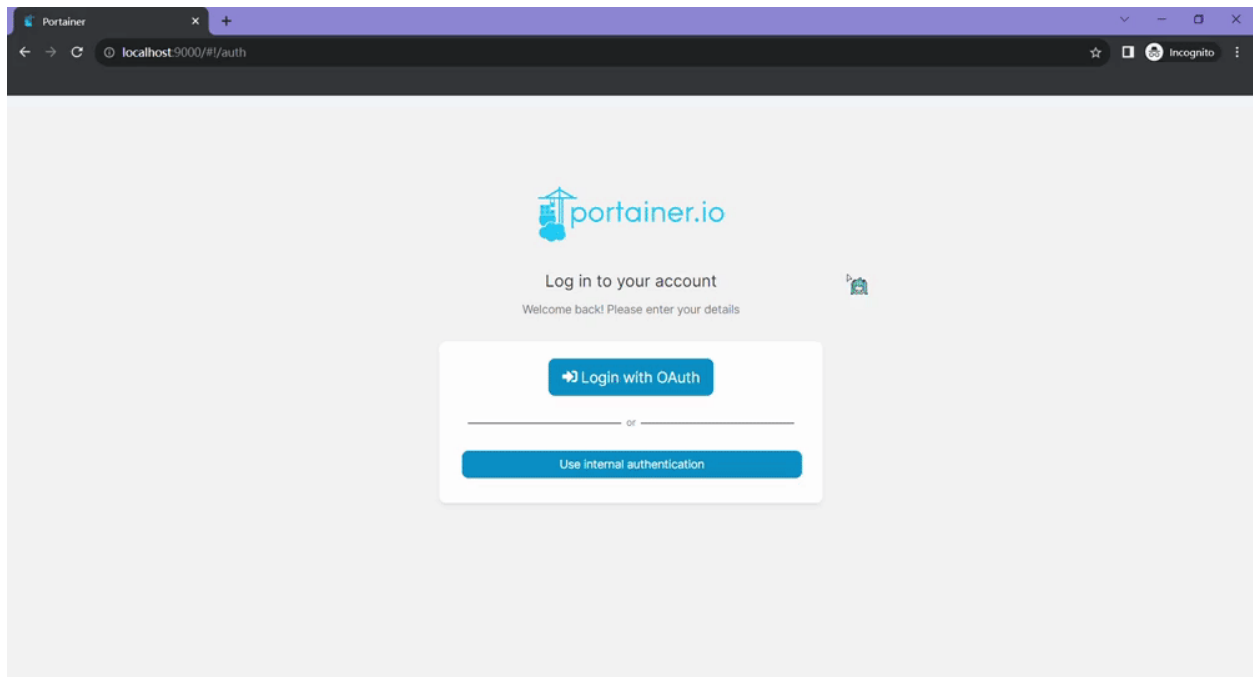 Portainer
localhost:9000/#!/auth
Incognito
portainer.io
Log in to your account
Welcome back! Please enter your details
Login with OAuth
or
Use internal authentication